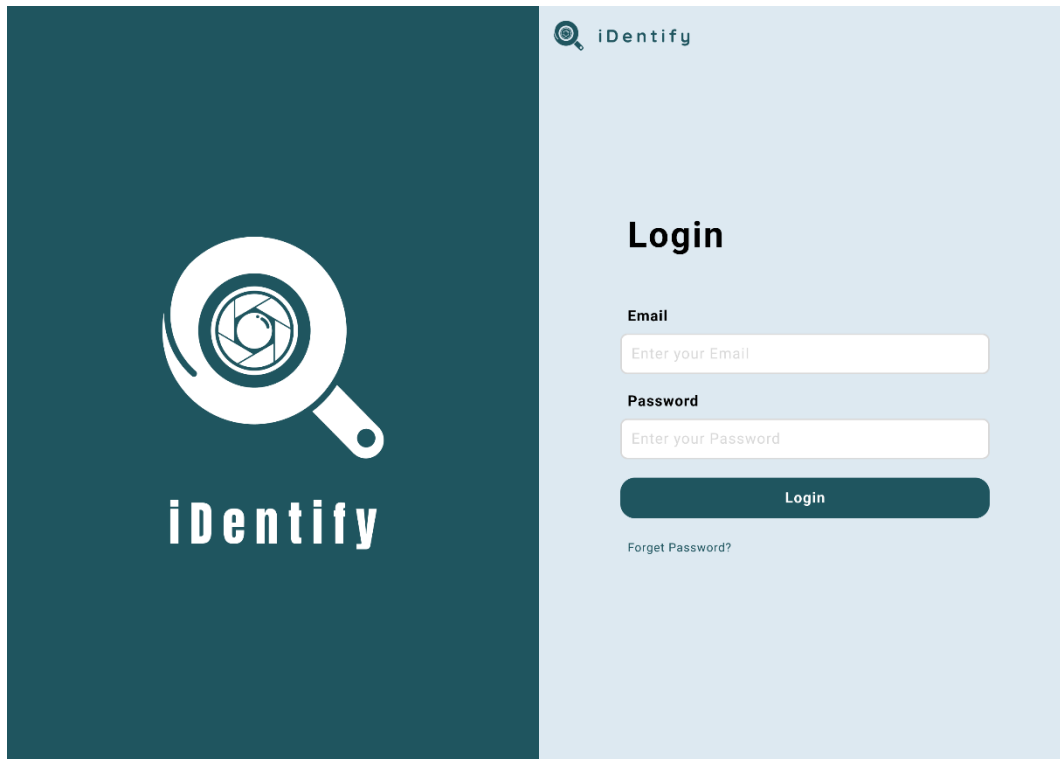 iDentify
iDentify
Login
Email
Enter your Email
Password
Enter your Password
Login
Forget Password?